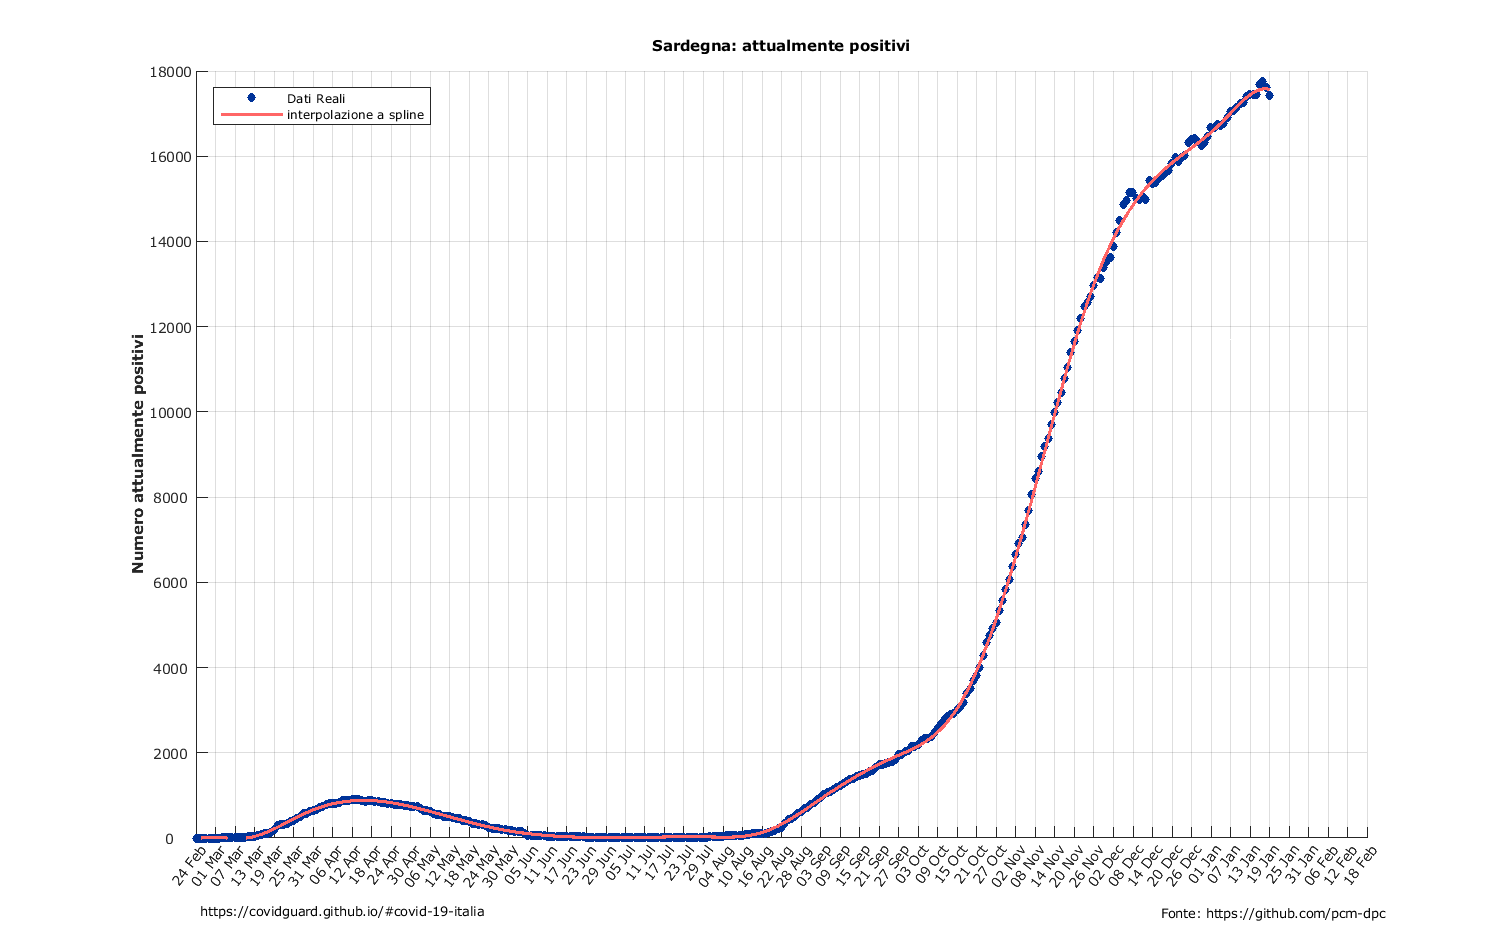 Sardegna: attualmente positivi
Dati Reali
interpolazione a spline
Numero attualmente positivi
18000
16000
14000
12000
10000
8000
6000
4000
2000
0
24 Feb
01 Mar
07 Mar
13 Mar
19 Mar
25 Mar
31 Mar
06 Apr
12 Apr
18 Apr
24 Apr
30 Apr
06 May
12 May
18 May
24 May
30 May
05 Jun
11 Jun
17 Jun
23 Jun
29 Jun
05 Jul
11 Jul
17 Jul
23 Jul
29 Jul
04 Aug
10 Aug
16 Aug
22 Aug
28 Aug
03 Sep
09 Sep
15 Sep
21 Sep
27 Sep
03 Oct
09 Oct
15 Oct
21 Oct
27 Oct
02 Nov
08 Nov
14 Nov
20 Nov
26 Nov
02 Dec
08 Dec
14 Dec
20 Dec
26 Dec
01 Jan
07 Jan
13 Jan
19 Jan
25 Jan
31 Jan
06 Feb
12 Feb
18 Feb
https://covidguard.github.io/#covid-19-italia
Fonte: https://github.com/pcm-dpc